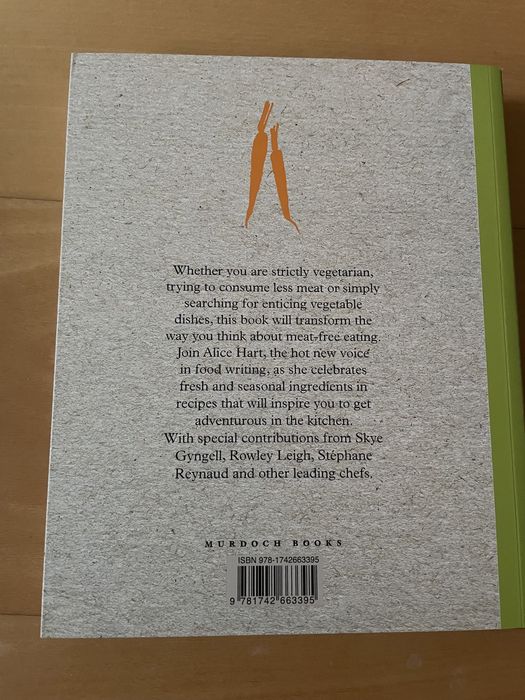 Whether you are strictly vegetarian,
trying to consume less meat or simply
searching for enticing vegetable
dishes, this book will transform the
way you think about meat-free eating.
Join Alice Hart, the hot new voice
in food writing, as she celebrates
fresh and seasonal ingredients in
recipes that will inspire you to get
adventurous in the kitchen.
With special contributions from Skye
Gyngell, Rowley Leigh, Stéphane
Reynaud and other leading chefs.
MURDOCH BOOKS
ISBN 978-1742663395
9 781742 663395